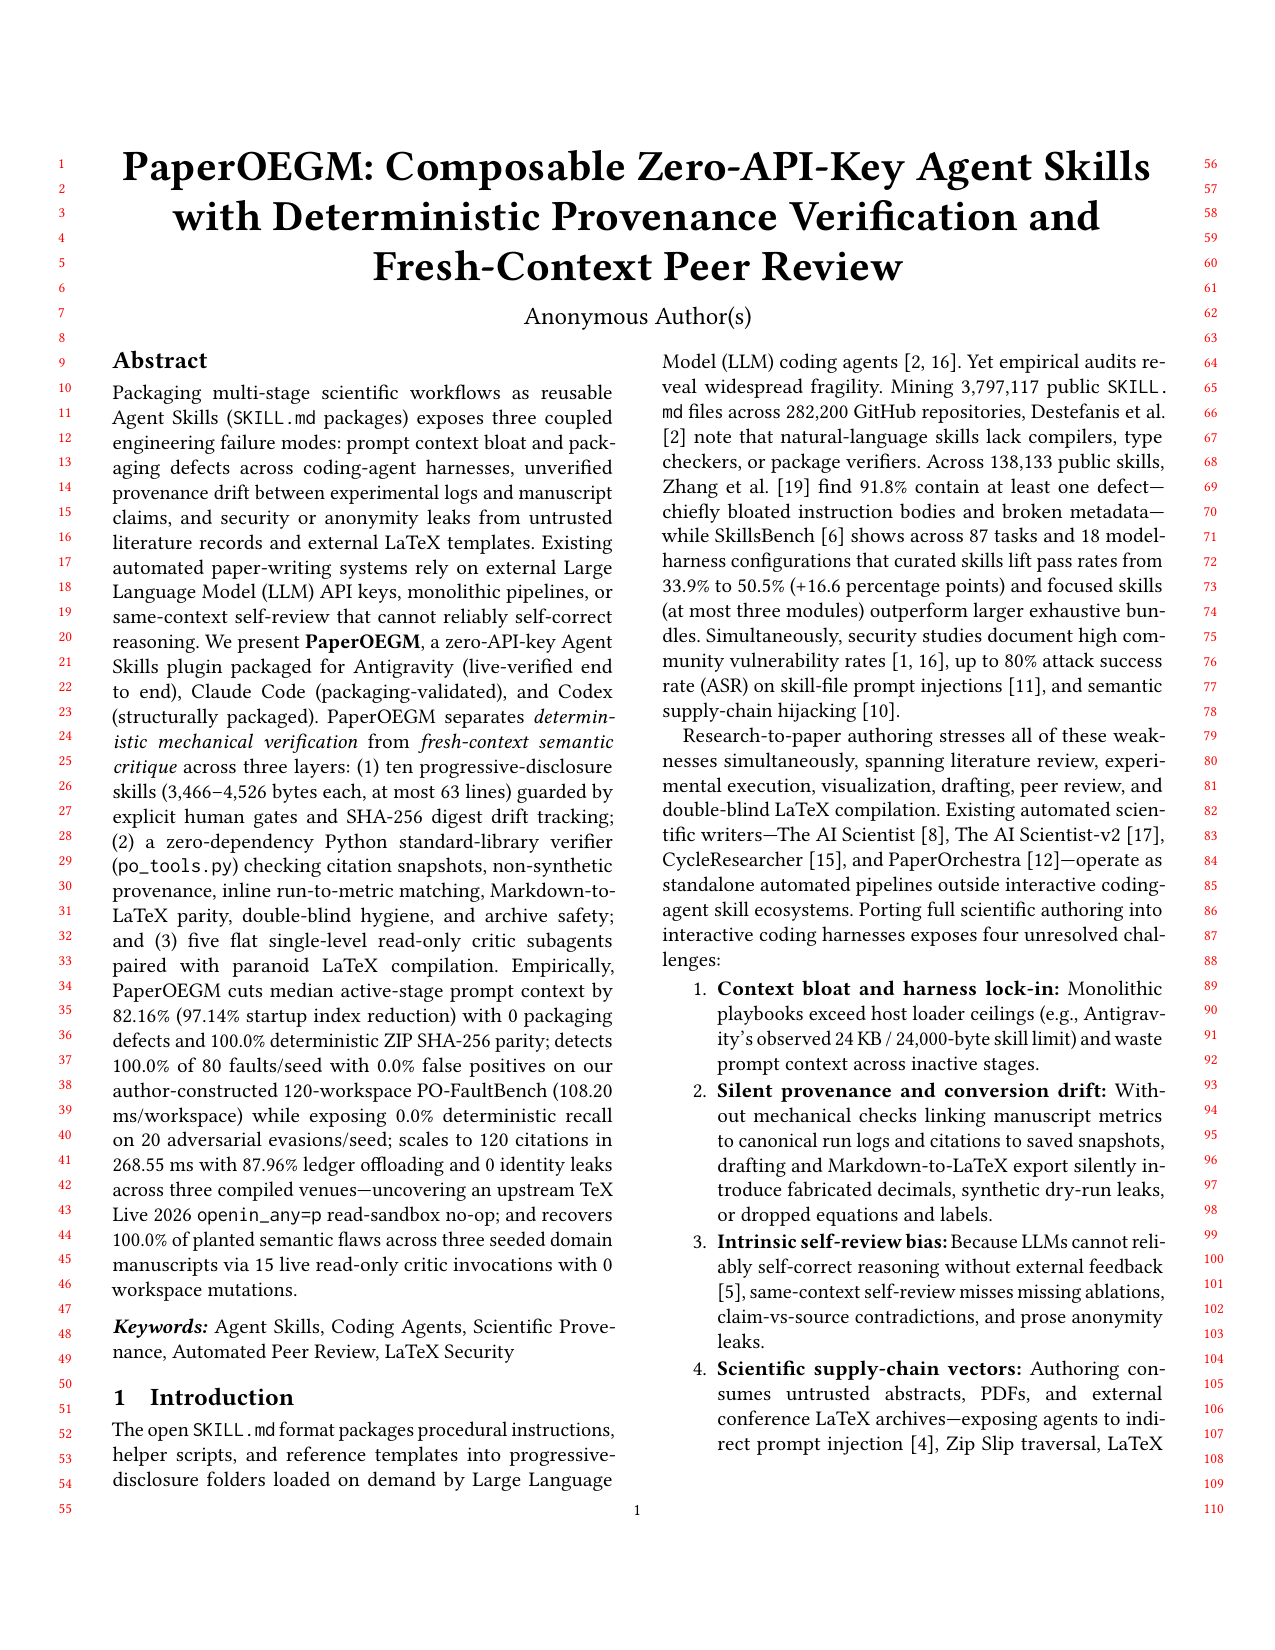 PaperOEGM: Composable Zero-API-Key Agent Skills
with Deterministic Provenance Verification and
Fresh-Context Peer Review
Anonymous Author(s)
Abstract
Packaging multi-stage scientific workflows as reusable
Agent Skills (SKILL.md packages) exposes three coupled
engineering failure modes: prompt context bloat and pack-
aging defects across coding-agent harnesses, unverified
provenance drift between experimental logs and manuscript
claims, and security or anonymity leaks from untrusted
literature records and external LaTeX templates. Existing
automated paper-writing systems rely on external Large
Language Model (LLM) API keys, monolithic pipelines, or
same-context self-review that cannot reliably self-correct
reasoning. We present PaperOEGM, a zero-API-key Agent
Skills plugin packaged for Antigravity (live-verified end
to end), Claude Code (packaging-validated), and Codex
(structurally packaged). PaperOEGM separates determin-
istic mechanical verification from fresh-context semantic
critique across three layers: (1) ten progressive-disclosure
skills (3,466–4,526 bytes each, at most 63 lines) guarded by
explicit human gates and SHA-256 digest drift tracking;
(2) a zero-dependency Python standard-library verifier
(po_tools.py) checking citation snapshots, non-synthetic
provenance, inline run-to-metric matching, Markdown-to-
LaTeX parity, double-blind hygiene, and archive safety;
and (3) five flat single-level read-only critic subagents
paired with paranoid LaTeX compilation. Empirically,
PaperOEGM cuts median active-stage prompt context by
82.16% (97.14% startup index reduction) with 0 packaging
defects and 100.0% deterministic ZIP SHA-256 parity; detects
100.0% of 80 faults/seed with 0.0% false positives on our
author-constructed 120-workspace PO-FaultBench (108.20
ms/workspace) while exposing 0.0% deterministic recall
on 20 adversarial evasions/seed; scales to 120 citations in
268.55 ms with 87.96% ledger offloading and 0 identity leaks
across three compiled venues—uncovering an upstream TeX
Live 2026 openin_any=p read-sandbox no-op; and recovers
100.0% of planted semantic flaws across three seeded domain
manuscripts via 15 live read-only critic invocations with 0
workspace mutations.
Keywords: Agent Skills, Coding Agents, Scientific Prove-
nance, Automated Peer Review, LaTeX Security
1 Introduction
The open SKILL.md format packages procedural instructions,
helper scripts, and reference templates into progressive-
disclosure folders loaded on demand by Large Language
Model (LLM) coding agents [2, 16]. Yet empirical audits re-
veal widespread fragility. Mining 3,797,117 public SKILL.
md files across 282,200 GitHub repositories, Destefanis et al.
[2] note that natural-language skills lack compilers, type
checkers, or package verifiers. Across 138,133 public skills,
Zhang et al. [19] find 91.8% contain at least one defect—
chiefly bloated instruction bodies and broken metadata—
while SkillsBench [6] shows across 87 tasks and 18 model-
harness configurations that curated skills lift pass rates from
33.9% to 50.5% (+16.6 percentage points) and focused skills
(at most three modules) outperform larger exhaustive bun-
dles. Simultaneously, security studies document high com-
munity vulnerability rates [1, 16], up to 80% attack success
rate (ASR) on skill-file prompt injections [11], and semantic
supply-chain hijacking [10].
Research-to-paper authoring stresses all of these weak-
nesses simultaneously, spanning literature review, experi-
mental execution, visualization, drafting, peer review, and
double-blind LaTeX compilation. Existing automated scien-
tific writers—The AI Scientist [8], The AI Scientist-v2 [17],
CycleResearcher [15], and PaperOrchestra [12]—operate as
standalone automated pipelines outside interactive coding-
agent skill ecosystems. Porting full scientific authoring into
interactive coding harnesses exposes four unresolved chal-
lenges:
1. Context bloat and harness lock-in: Monolithic
playbooks exceed host loader ceilings (e.g., Antigrav-
ity's observed 24 KB / 24,000-byte skill limit) and waste
prompt context across inactive stages.
2. Silent provenance and conversion drift: With-
out mechanical checks linking manuscript metrics
to canonical run logs and citations to saved snapshots,
drafting and Markdown-to-LaTeX export silently in-
troduce fabricated decimals, synthetic dry-run leaks,
or dropped equations and labels.
3. Intrinsic self-review bias: Because LLMs cannot reli-
ably self-correct reasoning without external feedback
[5], same-context self-review misses missing ablations,
claim-vs-source contradictions, and prose anonymity
leaks.
4. Scientific supply-chain vectors: Authoring con-
sumes untrusted abstracts, PDFs, and external
conference LaTeX archives—exposing agents to indi-
rect prompt injection [4], Zip Slip traversal, LaTeX
1